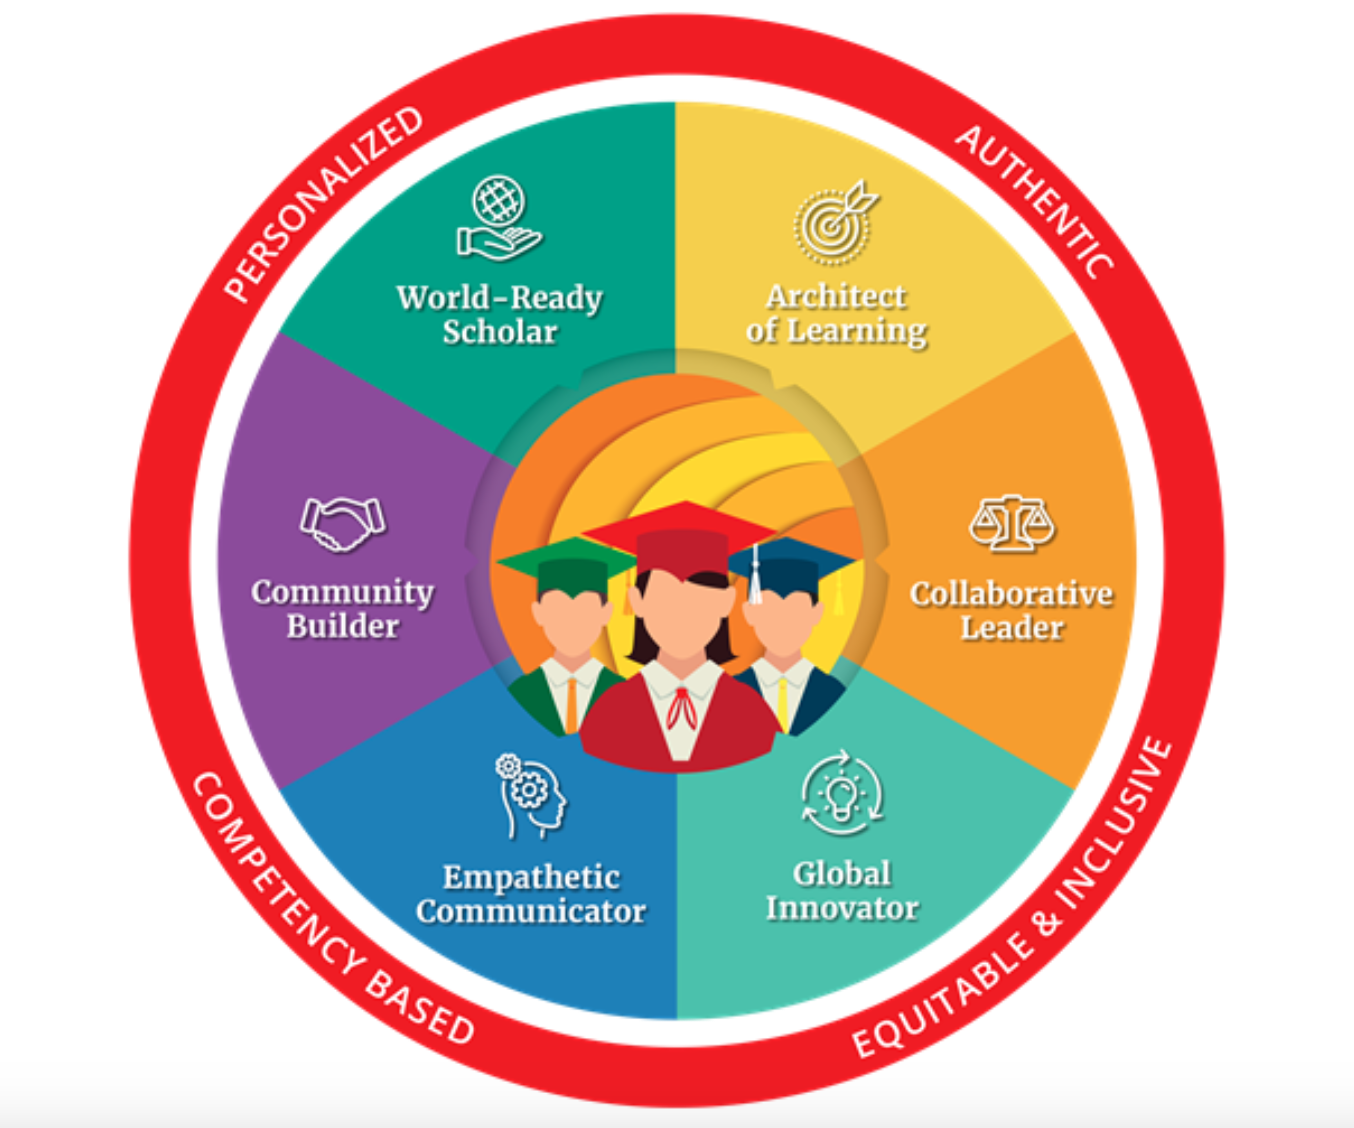 PERSONALIZED
AUTHENTIC
World-Ready
Scholar
Architect
of Learning
Community
Builder
Collaborative
Leader
Empathetic
Communicator
Global
Innovator
COMPETENCY BASED
EQUITABLE & INCLUSIVE